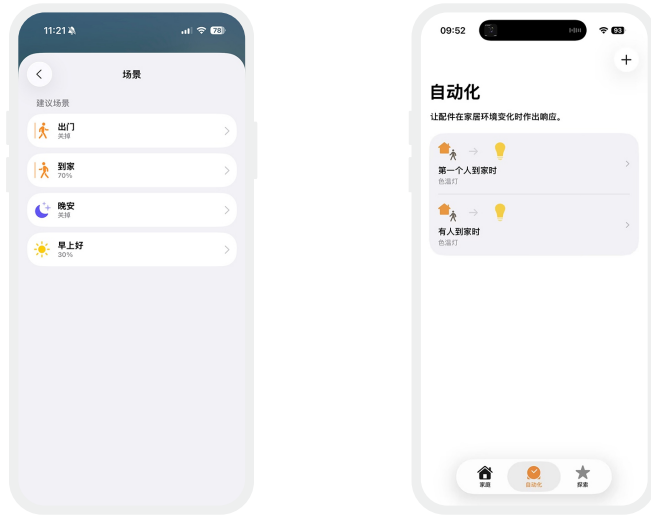 11:21
78
场景
建议场景
出门
关掉
到家
70%
晚安
关掉
早上好
30%
09:52
93
自动化
让配件在家居环境变化时作出响应。
第一个人到家时
色温灯
有人到家时
色温灯
家庭
自动化
探索